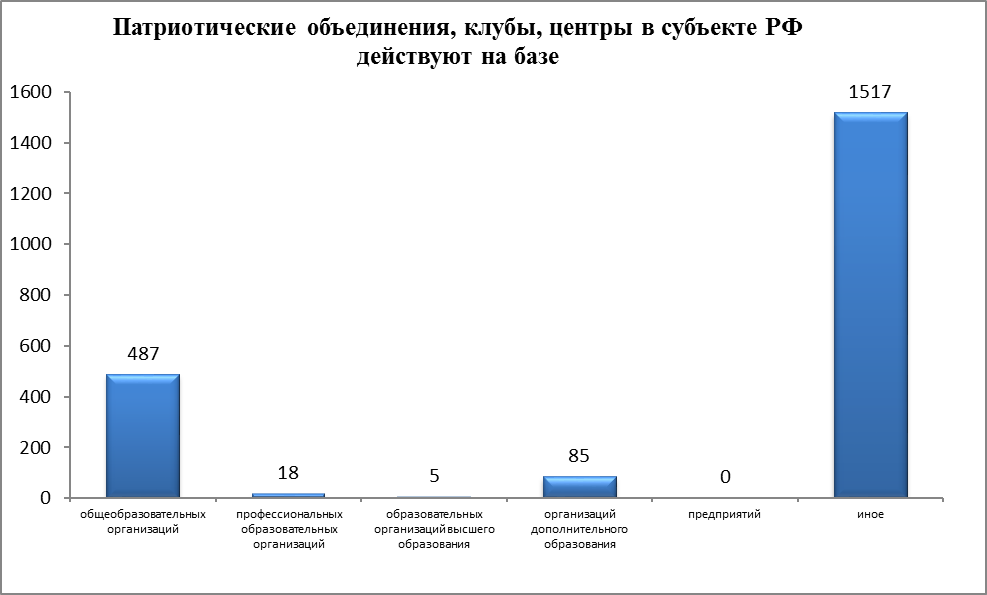 Патриотические объединения, клубы, центры в субъекте РФ
действуют на базе
1600
1400
1200
1000
800
600
400
200
0
487
18
5
85
0
1517
общеобразовательных
организаций
профессиональных
образовательных
организаций
образовательных
организаций высшего
образования
организаций
дополнительного
образования
предприятий
иное